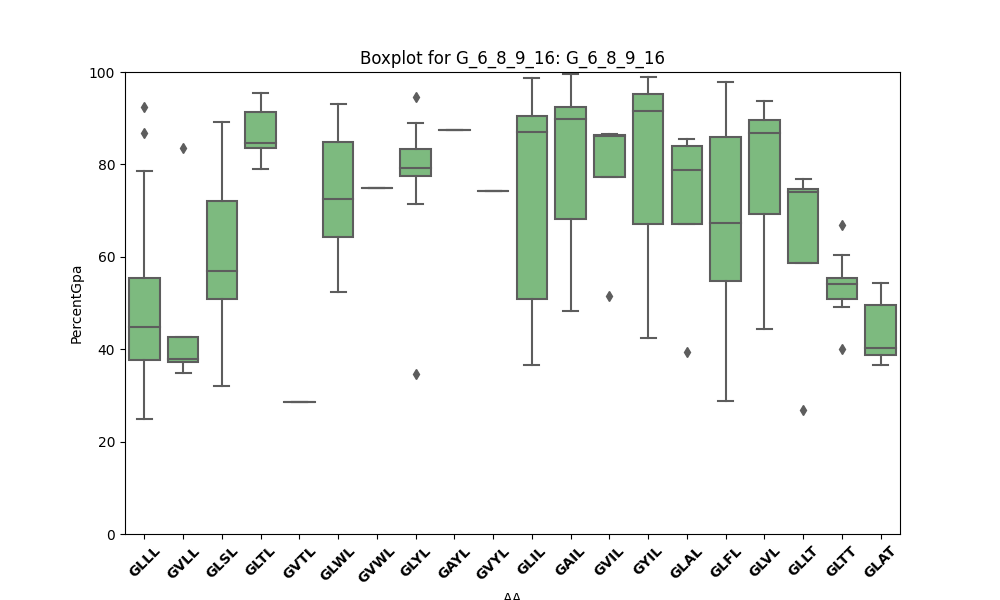 Boxplot for G_6_8_9_16: G_6_8_9_16
PercentGpa
100
80
60
40
20
0
GLLL GVLL GLSL GLTL GVTL GLWL GVWL GLYL GAYL GVYL GLIL GAIL GVIL GYIL GLAL GLFL GLVL GLLT GLTT GLAT
AA